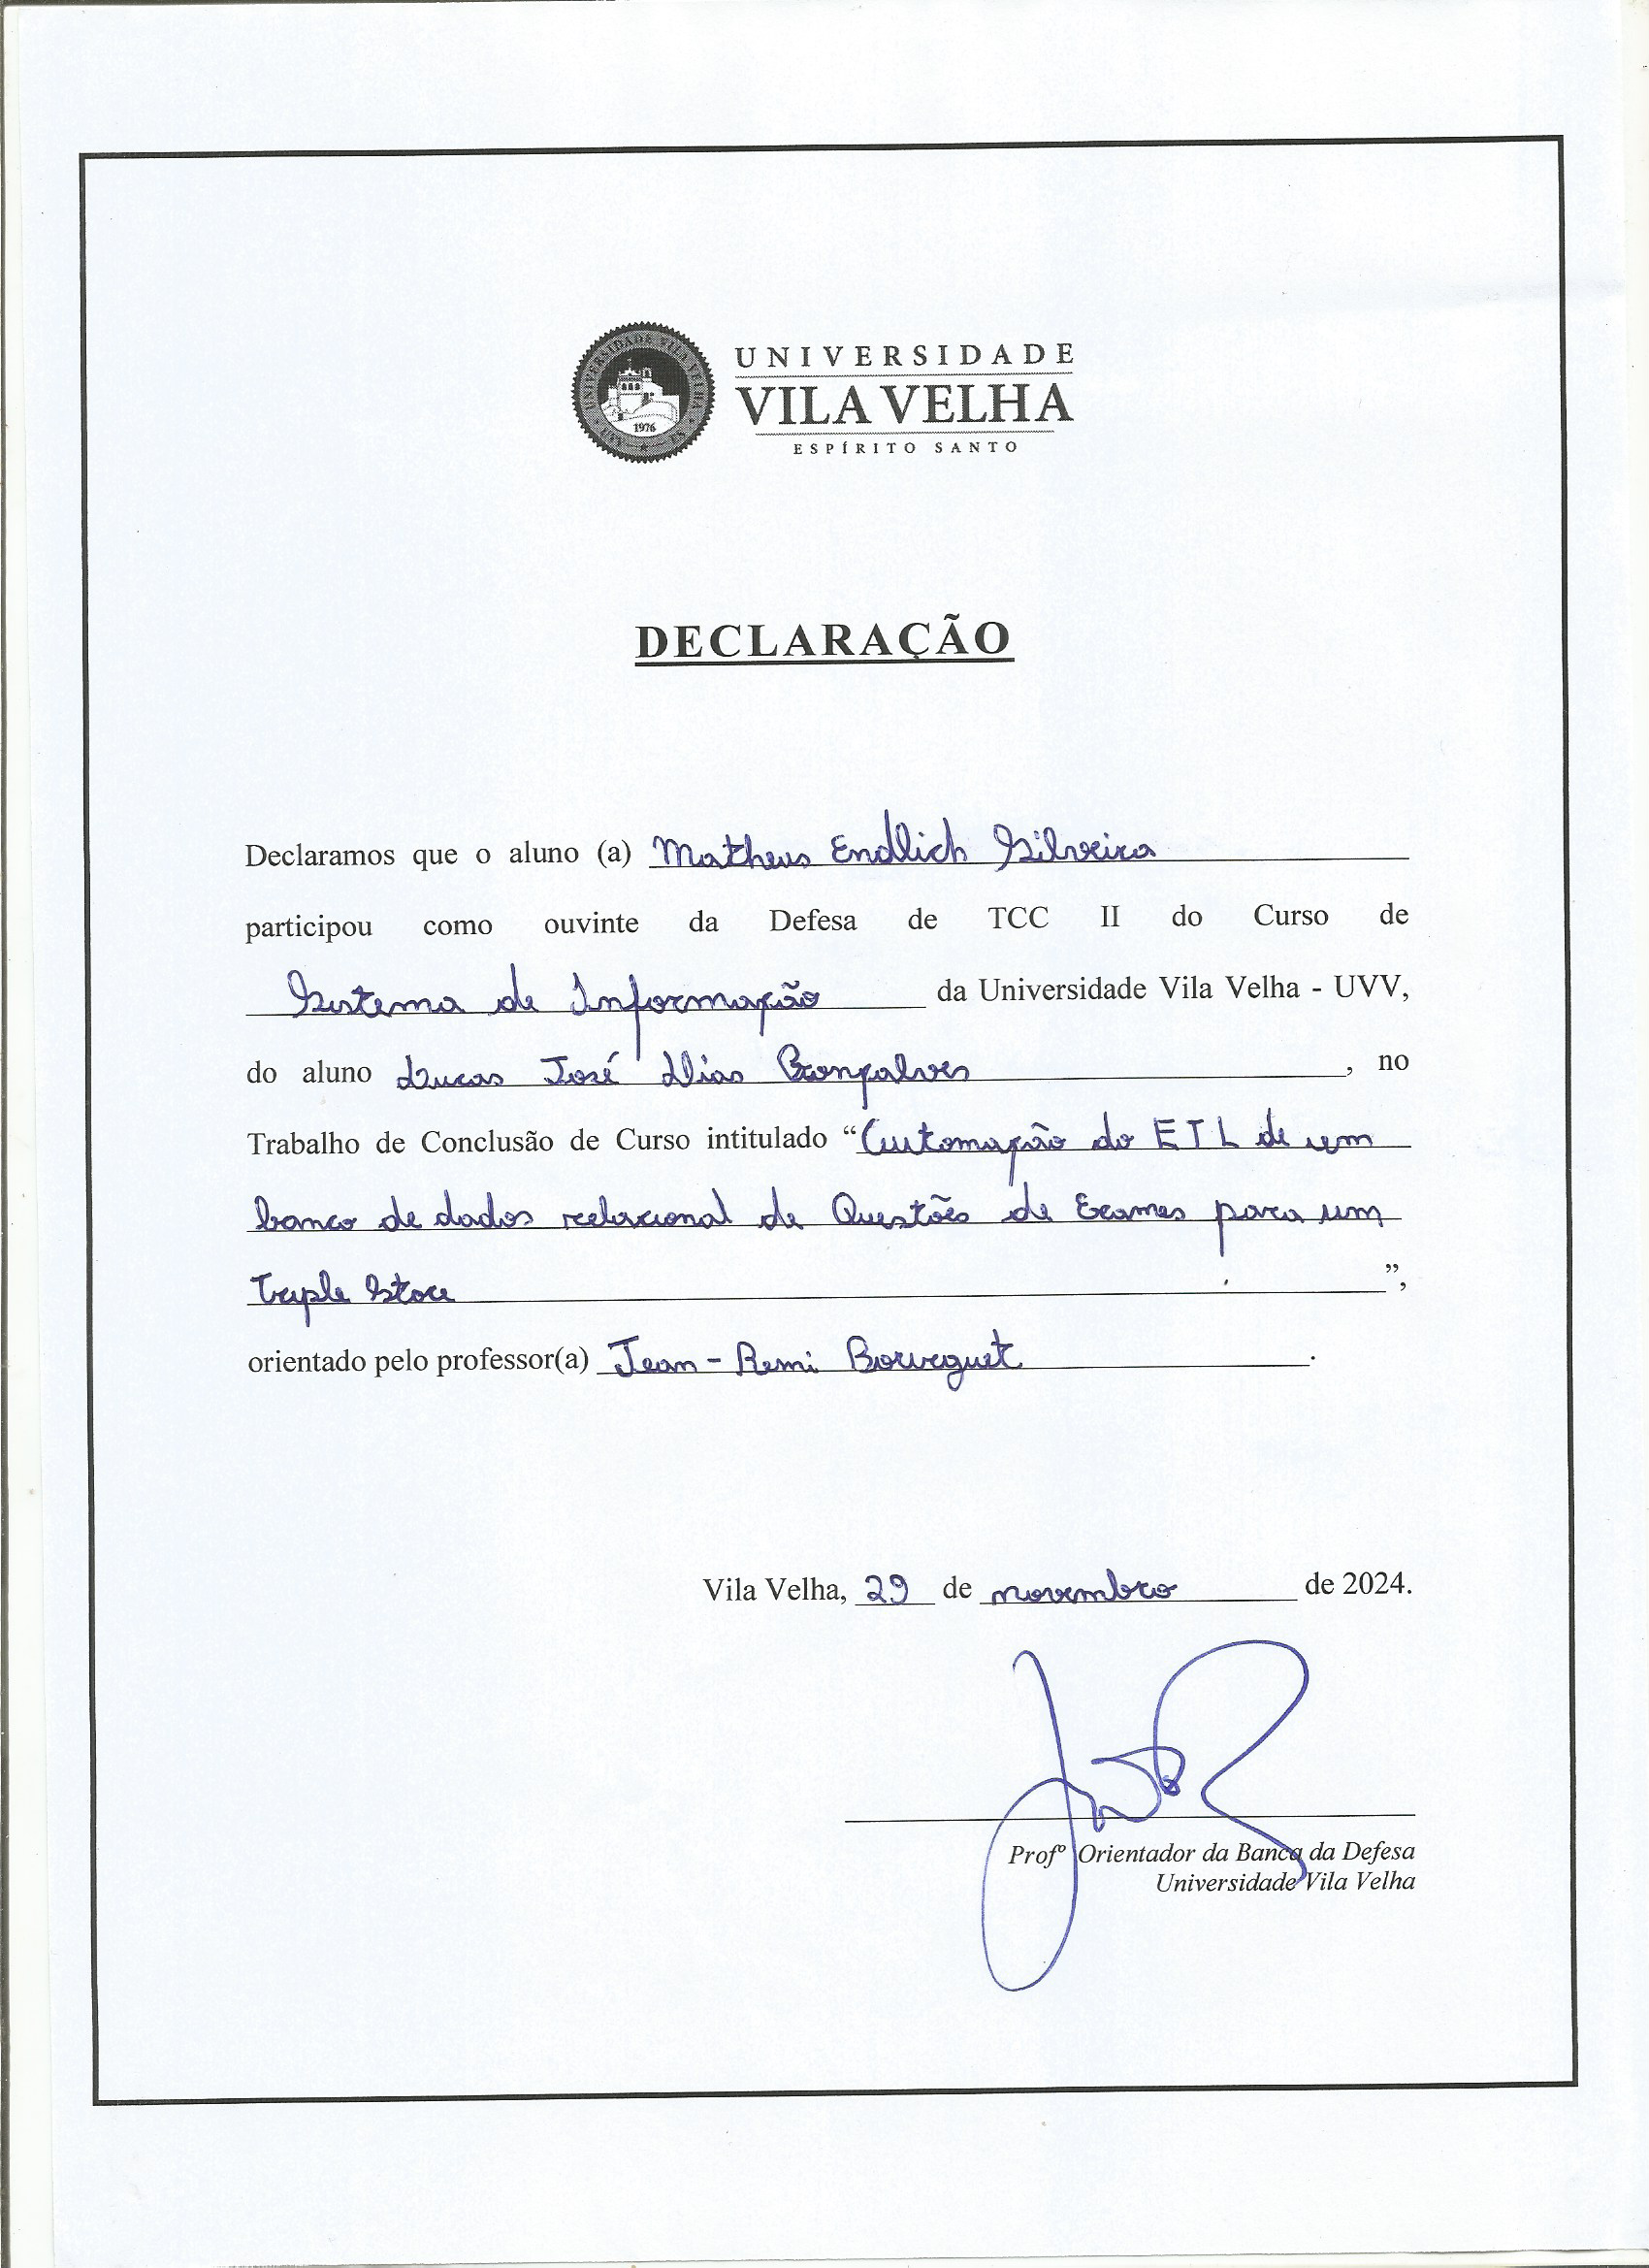 UNIVERSIDADE VILA VELHA
1976
UNIVERSIDADE
VILA VELHA
ESPÍRITO SANTO
DECLARAÇÃO
Declaramos que o aluno (a) Matheus Endlich Silveira
participou como ouvinte da Defesa de TCC II do Curso de
Sistema de Informação da Universidade Vila Velha - UVV,
do aluno Lucas José Dias Gonçalves, no
Trabalho de Conclusão de Curso intitulado “Automação do ETL de um
banco de dados relacional de Questões de Exames para um
Triple Store”,
orientado pelo professor(a) Jean-Remi Bourguet.
Vila Velha, 29 de novembro de 2024.
Profº Orientador da Banca da Defesa
Universidade Vila Velha